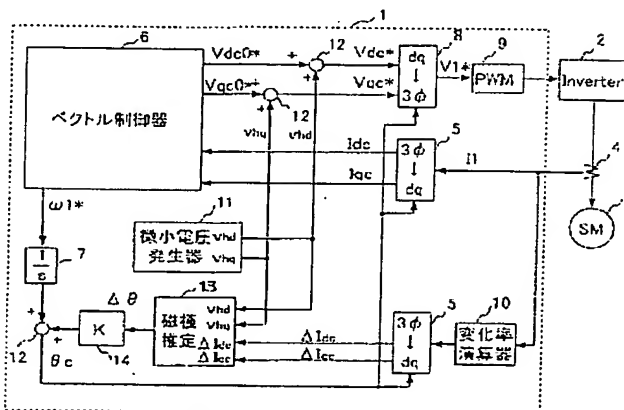 1
6
Vdc0*
+
12
Vdc*
8
9
2
dq
↓
3φ
V1*
PWM
Inverter
Vqc0*
+
12
Vqc*
ベクトル制御器
Vhq
Vhd
5
Idc
3φ
↓
dq
I1
4
Iqc
SM
ω1*
11
微小電圧
発生器
Vhd
Vhq
7
1
s
13
Δθ
磁極
推定
Vhd
Vhq
ΔIdc
ΔIqc
5
3φ
↓
dq
10
変化率
演算器
+
12
+
K
14
θc
ΔIdc
ΔIqc